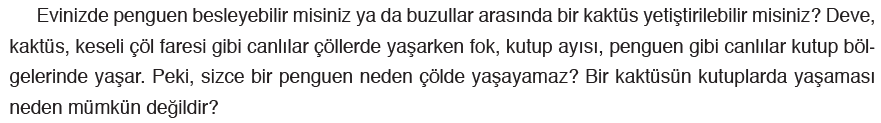 Evinizde penguen besleyebilir misiniz ya da buzullar arasında bir kaktüs yetiştirilebilir misiniz? Deve,
kaktüs, keseli çöl faresi gibi canlılar çöllerde yaşarken fok, kutup ayısı, penguen gibi canlılar kutup böl-
gelerinde yaşar. Peki, sizce bir penguen neden çölde yaşayamaz? Bir kaktüsün kutuplarda yaşaması
neden mümkün değildir?